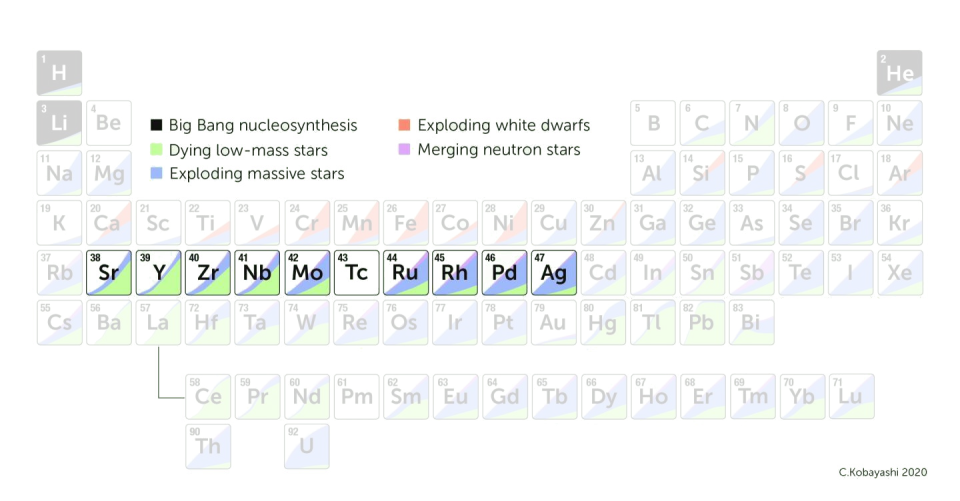 1 H 2 He
3 Li 4 Be 5 B 6 C 7 N 8 O 9 F 10 Ne
Big Bang nucleosynthesis Exploding white dwarfs
Dying low-mass stars Merging neutron stars
Exploding massive stars
11 Na 12 Mg 13 Al 14 Si 15 P 16 S 17 Cl 18 Ar
19 K 20 Ca 21 Sc 22 Ti 23 V 24 Cr 25 Mn 26 Fe 27 Co 28 Ni 29 Cu 30 Zn 31 Ga 32 Ge 33 As 34 Se 35 Br 36 Kr
37 Rb 38 Sr 39 Y 40 Zr 41 Nb 42 Mo 43 Tc 44 Ru 45 Rh 46 Pd 47 Ag 48 Cd 49 In 50 Sn 51 Sb 52 Te 53 I 54 Xe
55 Cs 56 Ba 57 La 72 Hf 73 Ta 74 W 75 Re 76 Os 77 Ir 78 Pt 79 Au 80 Hg 81 Tl 82 Pb 83 Bi
58 Ce 59 Pr 60 Nd 61 Pm 62 Sm 63 Eu 64 Gd 65 Tb 66 Dy 67 Ho 68 Er 69 Tm 70 Yb 71 Lu
90 Th 92 U
C.Kobayashi 2020